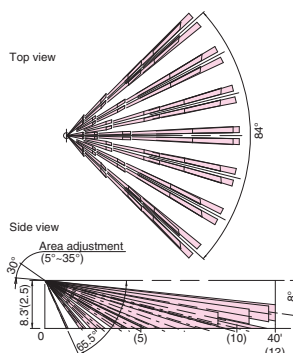 Top view
84°
Side view
Area adjustment
(5°~35°)
30°
8.3'(2.5)
65.5°
8°
0 (5) (10) 40'
(12)